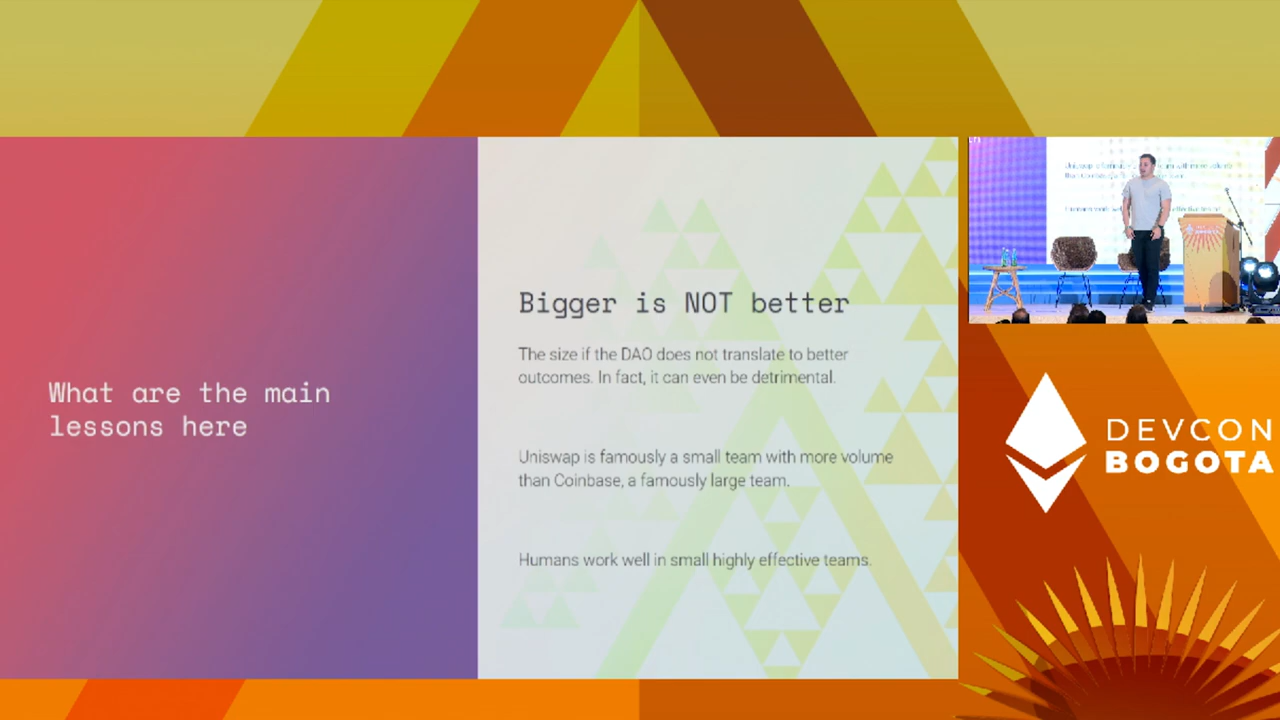 What are the main
lessons here
Bigger is NOT better
The size if the DAO does not translate to better
outcomes. In fact, it can even be detrimental.
Uniswap is famously a small team with more volume
than Coinbase, a famously large team.
Humans work well in small highly effective teams.
DEVCON
BOGOTA